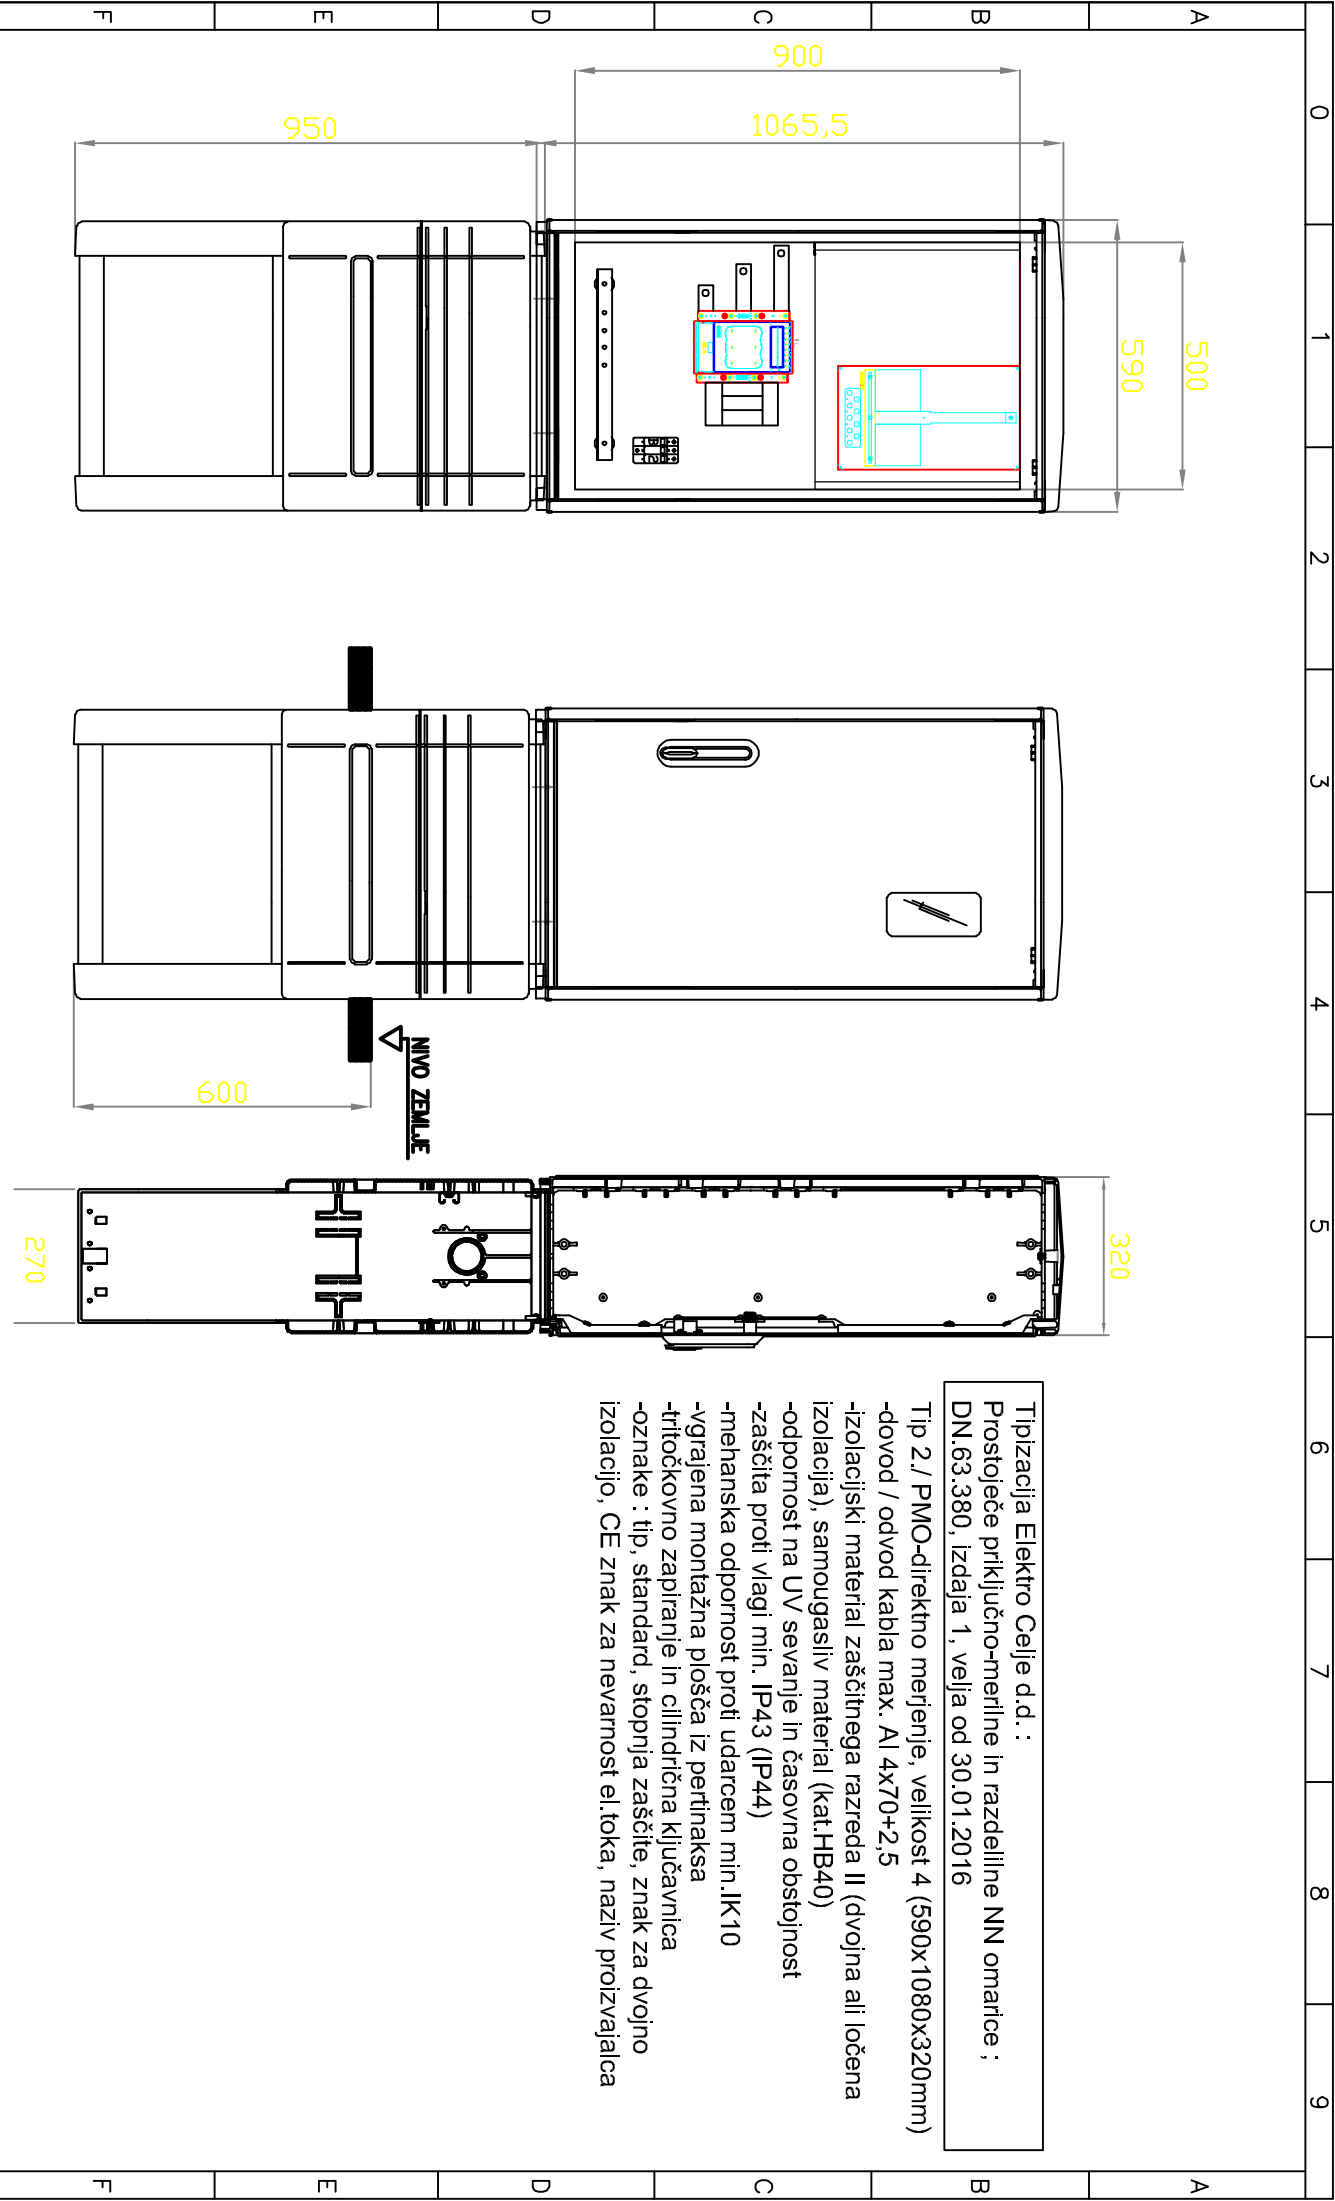 0 1 2 3 4 5 6 7 8 9
A
B
C
D
E
F
A
B
C
D
E
F
500
590
900
1065,5
950
B 2
NIVO ZEMLJE
600
320
270
Tipizacija Elektro Celje d.d. :
Prostoječe priključno-merilne in razdelilne NN omarice ;
DN.63.380, izdaja 1, velja od 30.01.2016
Tip 2./ PMO-direktno merjenje, velikost 4 (590x1080x320mm)
-dovod / odvod kabla max. Al 4x70+2,5
-izolacijski material zaščitnega razreda II (dvojna ali ločena
izolacija), samougasliv material (kat.HB40)
-odpornost na UV sevanje in časovna obstojnost
-zaščita proti vlagi min. IP43 (IP44)
-mehanska odpornost proti udarcem min.IK10
-vgrajena montažna plošča iz pertinaksa
-tritočkovno zapiranje in cilindrična ključavnica
-oznake : tip, standard, stopnja zaščite, znak za dvojno
izolacijo, CE znak za nevarnost el.toka, naziv proizvajalca